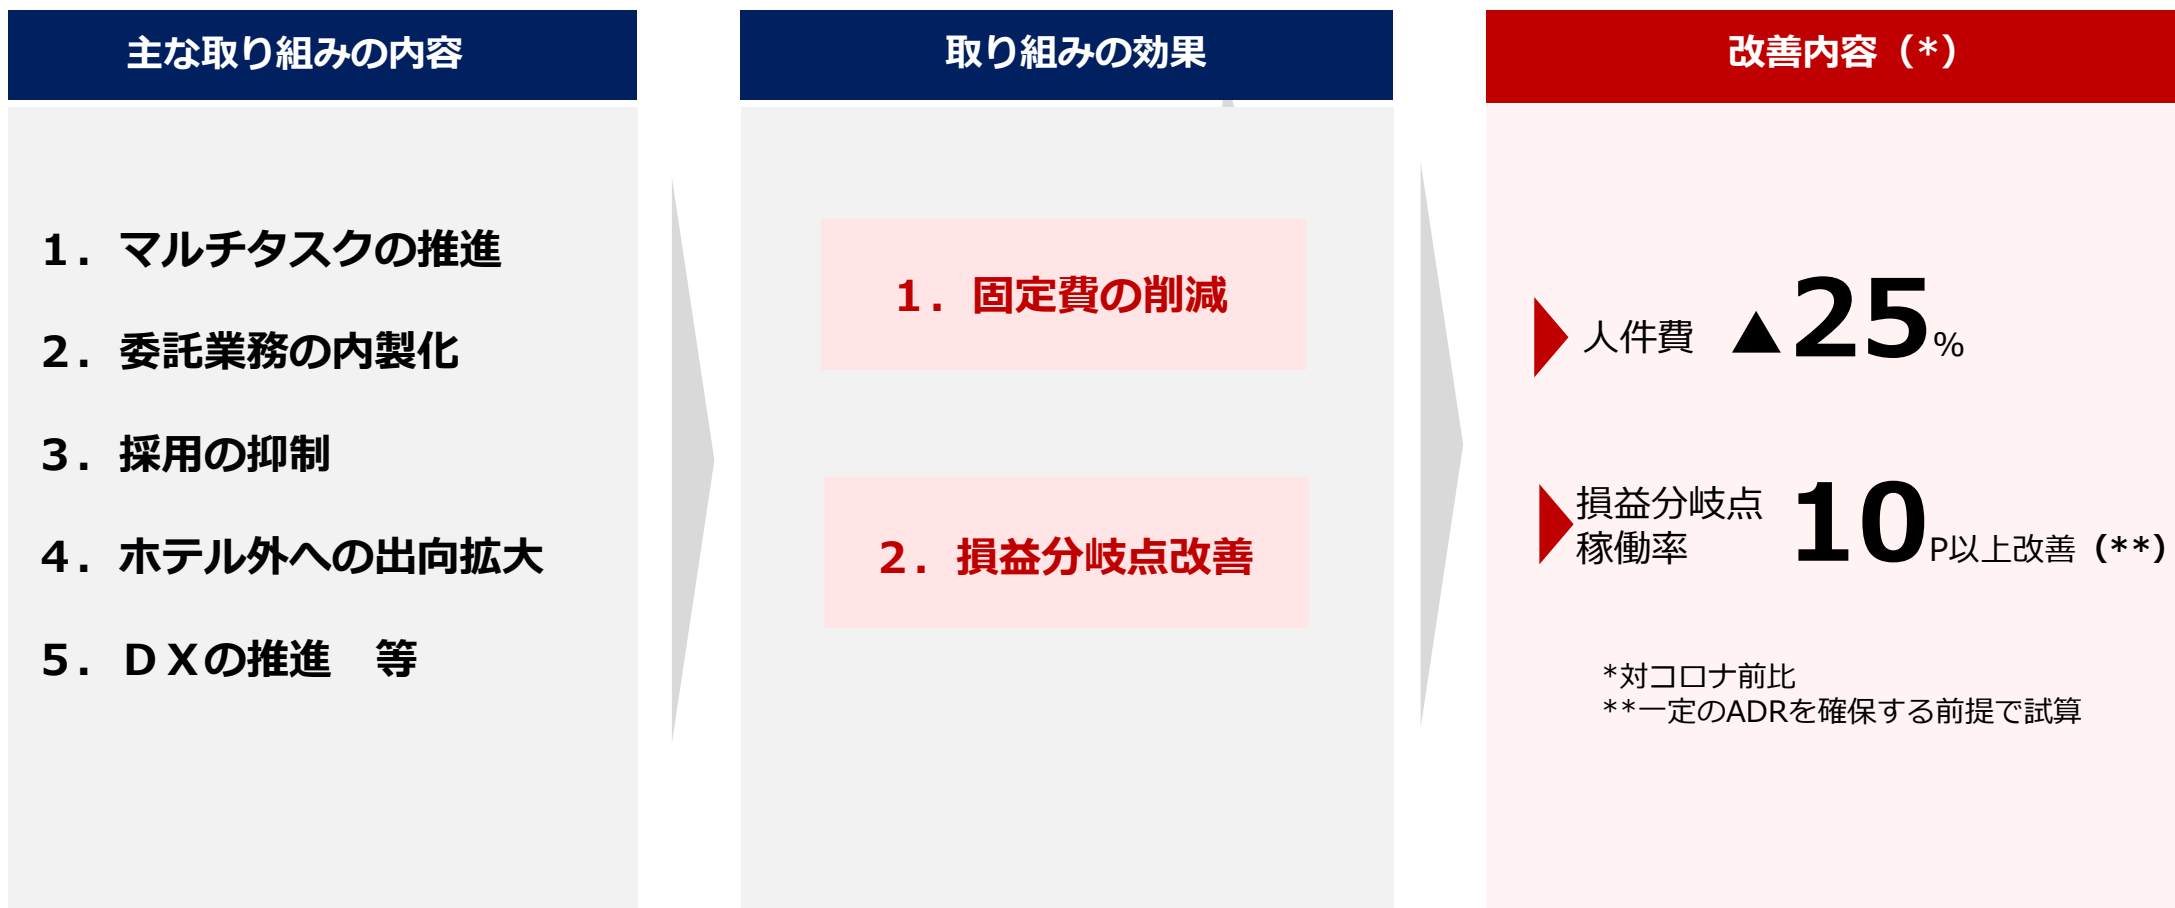 主な取り組みの内容
1．マルチタスクの推進
2．委託業務の内製化
3．採用の抑制
4．ホテル外への出向拡大
5．ＤＸの推進　等
取り組みの効果
1．固定費の削減
2．損益分岐点改善
改善内容（*）
人件費 ▲25%
損益分岐点
稼働率 10P以上改善（**）
*対コロナ前比
**一定のADRを確保する前提で試算